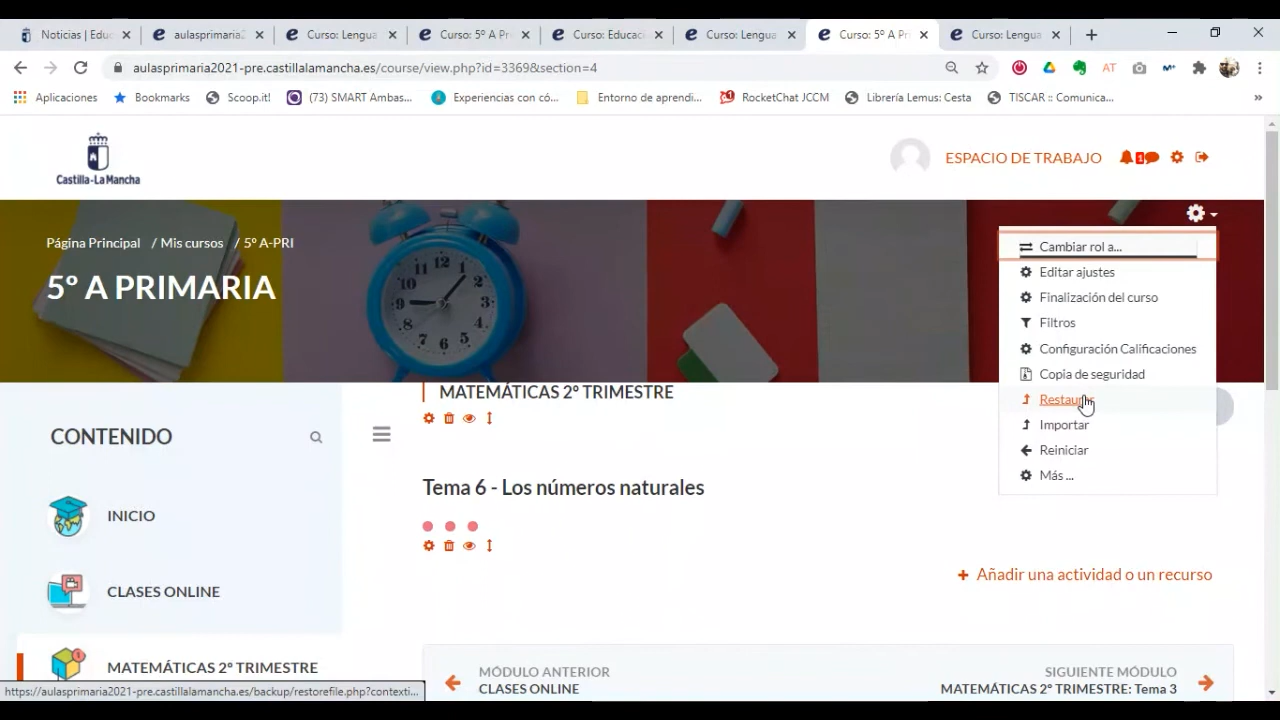 Noticias | Educ
aulasprimaria2
Curso: Lengua
Curso: 5º A Pr
Curso: Educaci
Curso: Lengua
Curso: 5º A Pr
Curso: Lengua
aulasprimaria2021-pre.castillalamancha.es/course/view.php?id=3369&section=4
Aplicaciones
Bookmarks
Scoop.it!
(73) SMART Ambas...
Experiencias con có...
Entorno de aprendi...
RocketChat JCCM
Librería Lemus: Cesta
TISCAR :: Comunica...
Castilla-La Mancha
ESPACIO DE TRABAJO
Página Principal / Mis cursos / 5º A-PRI
5º A PRIMARIA
Cambiar rol a...
Editar ajustes
Finalización del curso
Filtros
Configuración Calificaciones
Copia de seguridad
Restaurar
Importar
Reiniciar
Más ...
CONTENIDO
INICIO
CLASES ONLINE
MATEMÁTICAS 2º TRIMESTRE
MATEMÁTICAS 2º TRIMESTRE
Tema 6 - Los números naturales
+ Añadir una actividad o un recurso
MÓDULO ANTERIOR
CLASES ONLINE
SIGUIENTE MÓDULO
MATEMÁTICAS 2º TRIMESTRE: Tema 3
https://aulasprimaria2021-pre.castillalamancha.es/backup/restorefile.php?contexti...